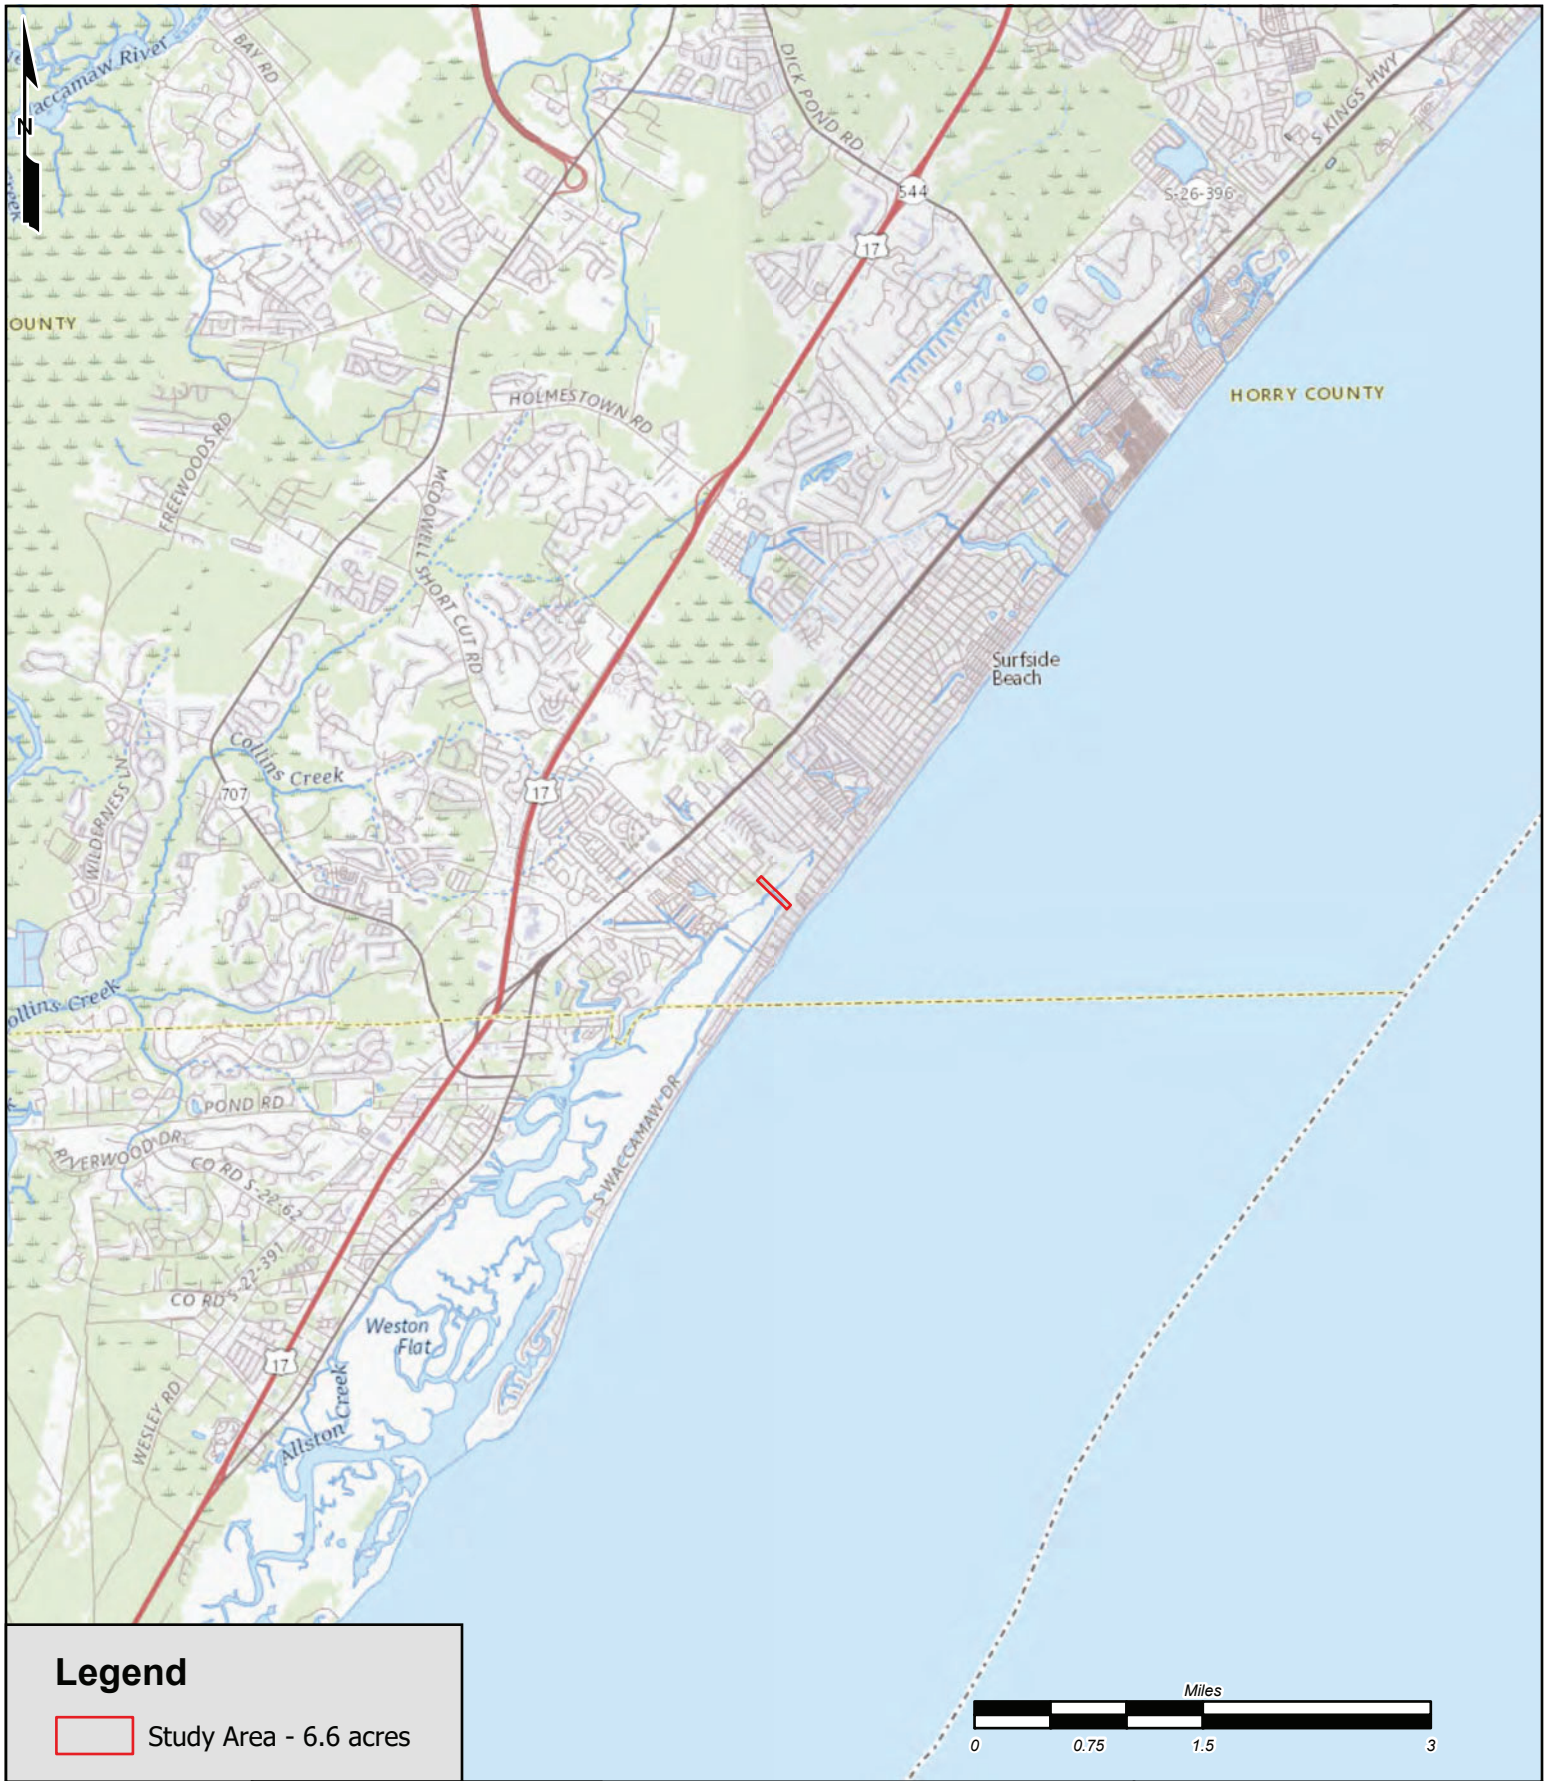 accamaw River
BAY RD
N
reek
DICK POND RD
S KINGS HWY
544
S-26-396
17
OUNTY
HORRY COUNTY
HOLMESTOWN RD
FREEWOODS RD
MCDOWELL SHORT CUT RD
Surfside
Beach
Collins Creek
WILDERNESS LN
707
17
ollins Creek
POND RD
RIVERWOOD DR
CO RD S-22-62
S WACCAMAW DR
CO RD S-22-391
Weston
Flat
17
WESLEY RD
Allston Creek
Legend
Study Area - 6.6 acres
Miles
0 0.75 1.5 3